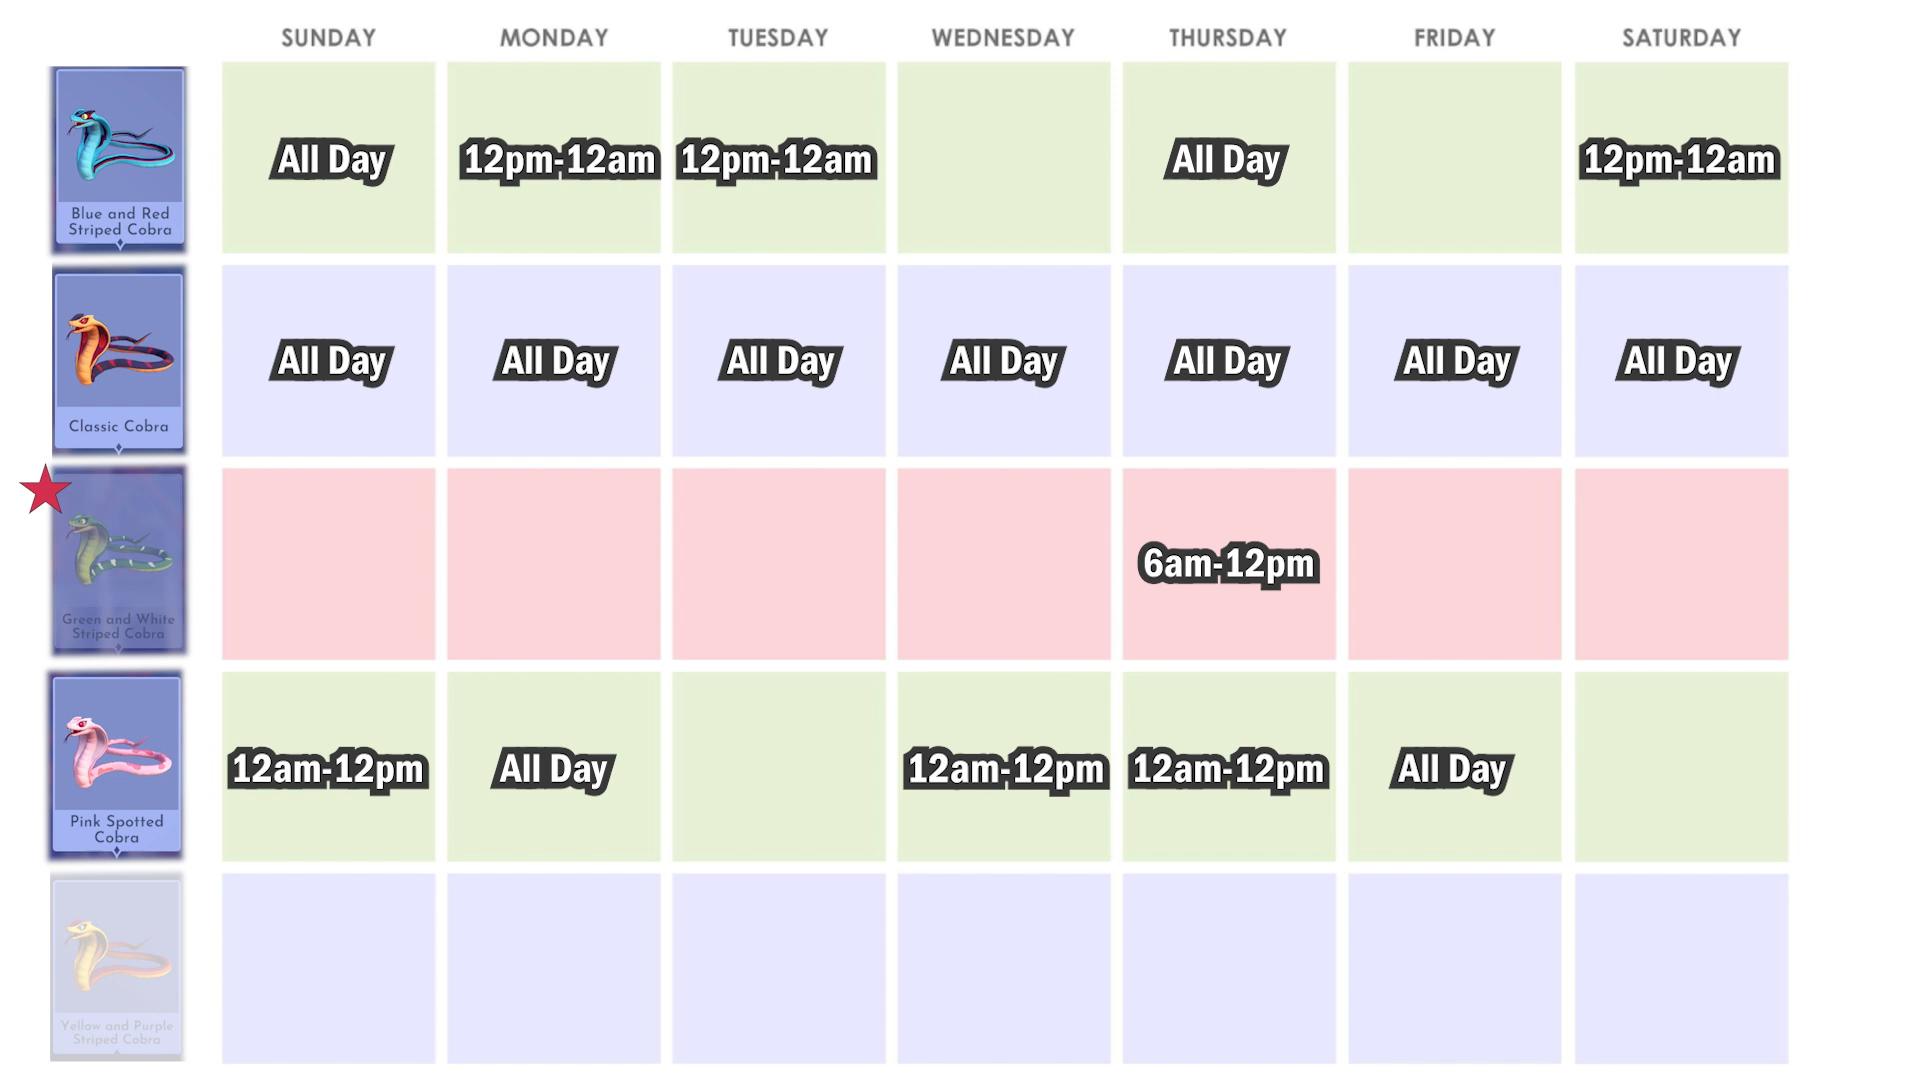 SUNDAY MONDAY TUESDAY WEDNESDAY THURSDAY FRIDAY SATURDAY
All Day 12pm-12am 12pm-12am All Day 12pm-12am
Blue and Red
Striped Cobra
All Day All Day All Day All Day All Day All Day All Day
Classic Cobra
6am-12pm
Green and White
Striped Cobra
12am-12pm All Day 12am-12pm 12am-12pm All Day
Pink Spotted
Cobra
Yellow and Purple
Striped Cobra